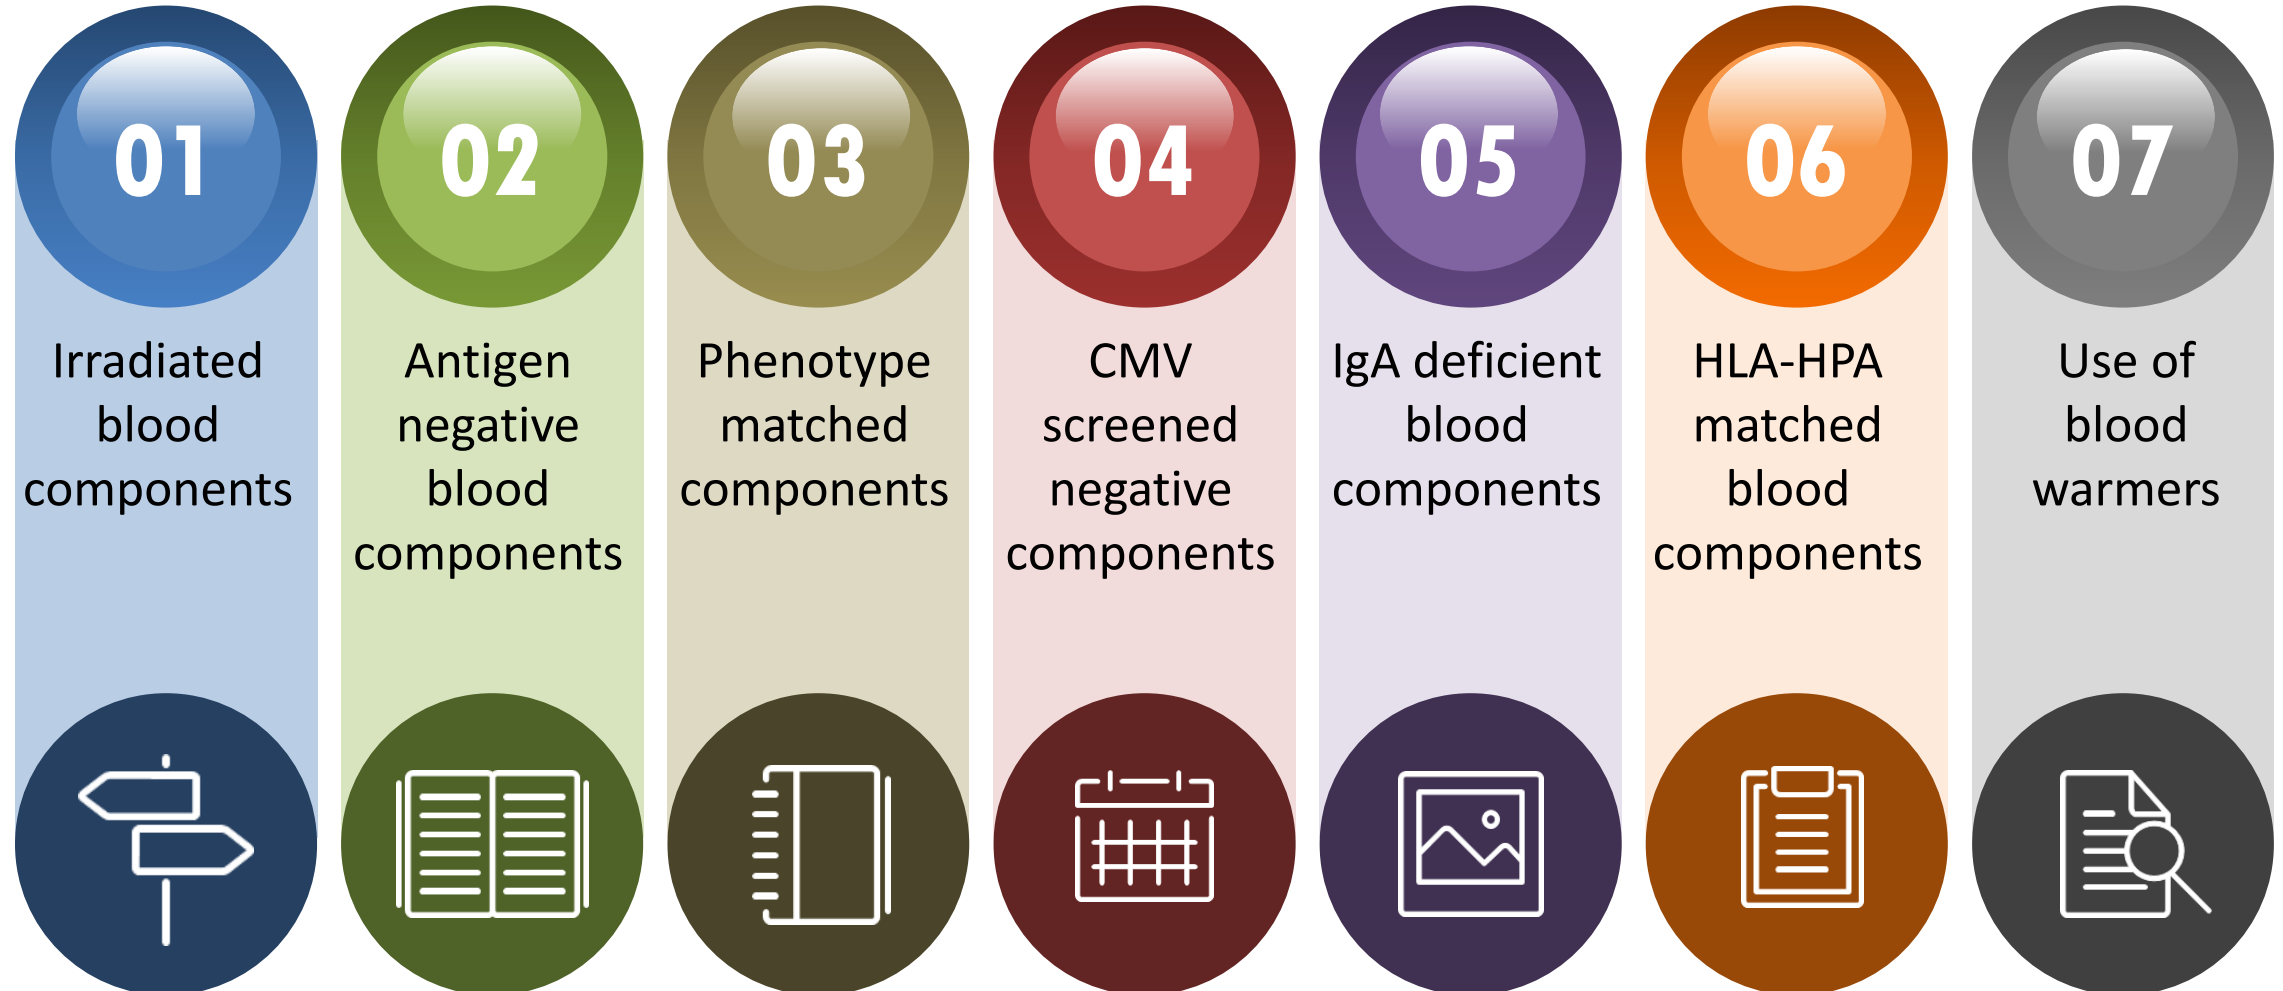 01
Irradiated
blood
components
02
Antigen
negative
blood
components
03
Phenotype
matched
components
04
CMV
screened
negative
components
05
IgA deficient
blood
components
06
HLA-HPA
matched
blood
components
07
Use of
blood
warmers